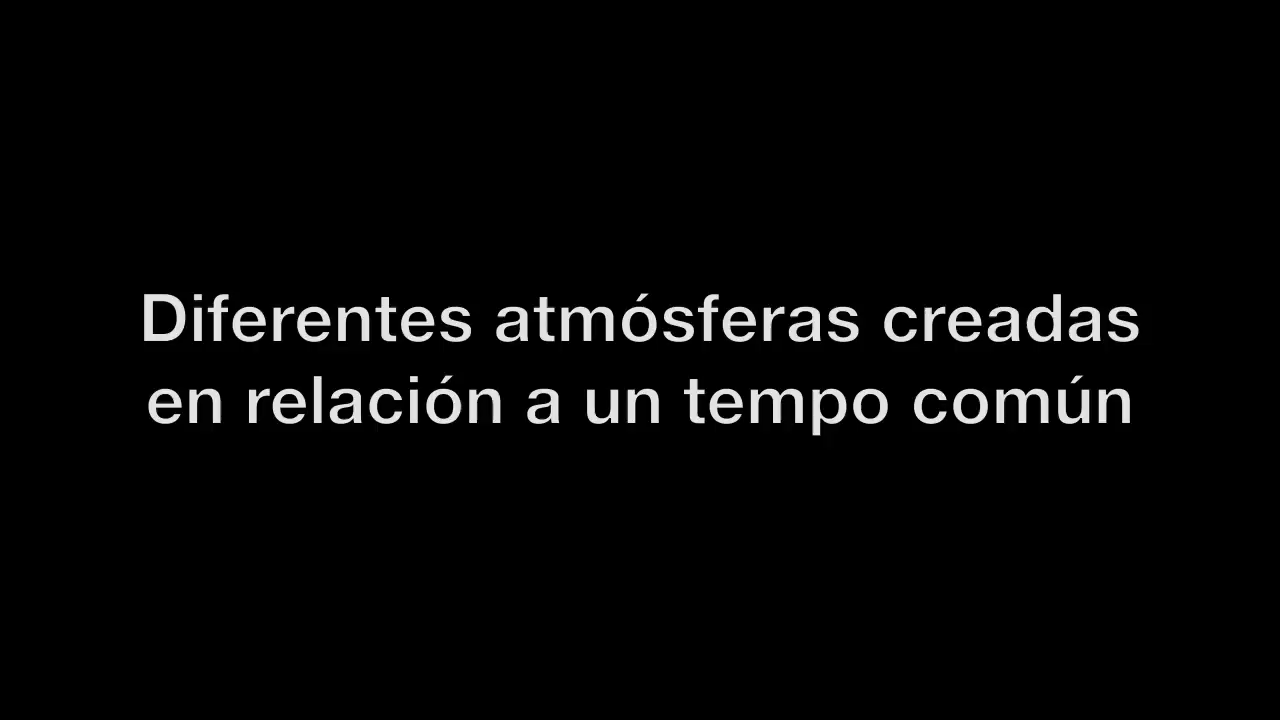 Diferentes atmósferas creadas
en relación a un tempo común